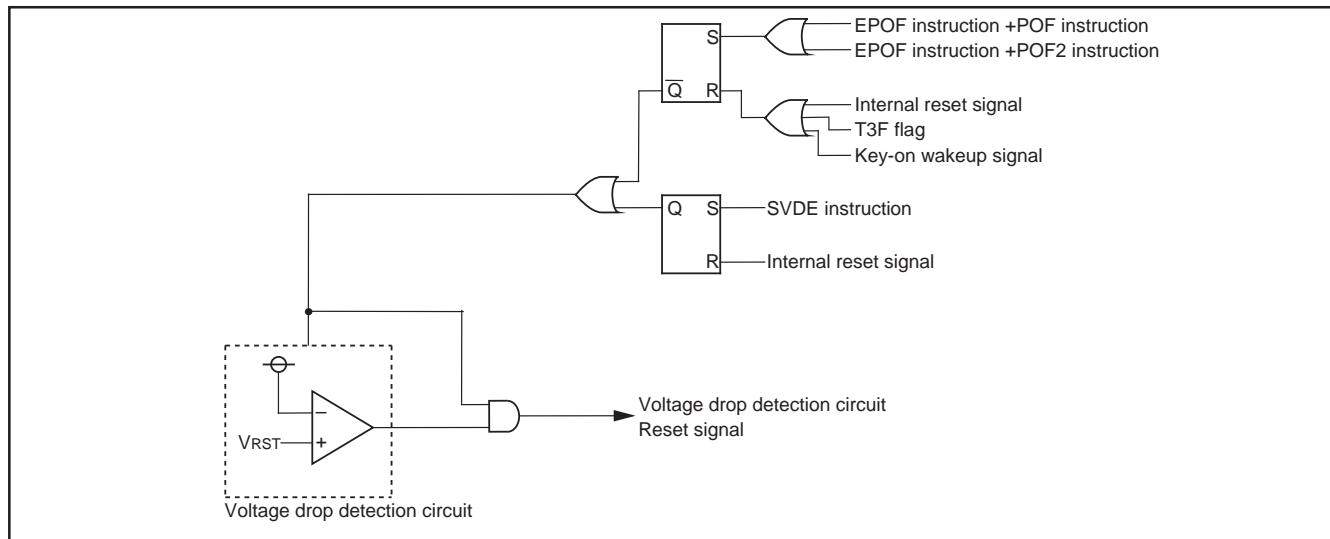 EPOF instruction +POF instruction
S
EPOF instruction +POF2 instruction
Q R
Internal reset signal
T3F flag
Key-on wakeup signal
Q S
SVDE instruction
R
Internal reset signal
−
VRST
+
Voltage drop detection circuit
Reset signal
Voltage drop detection circuit